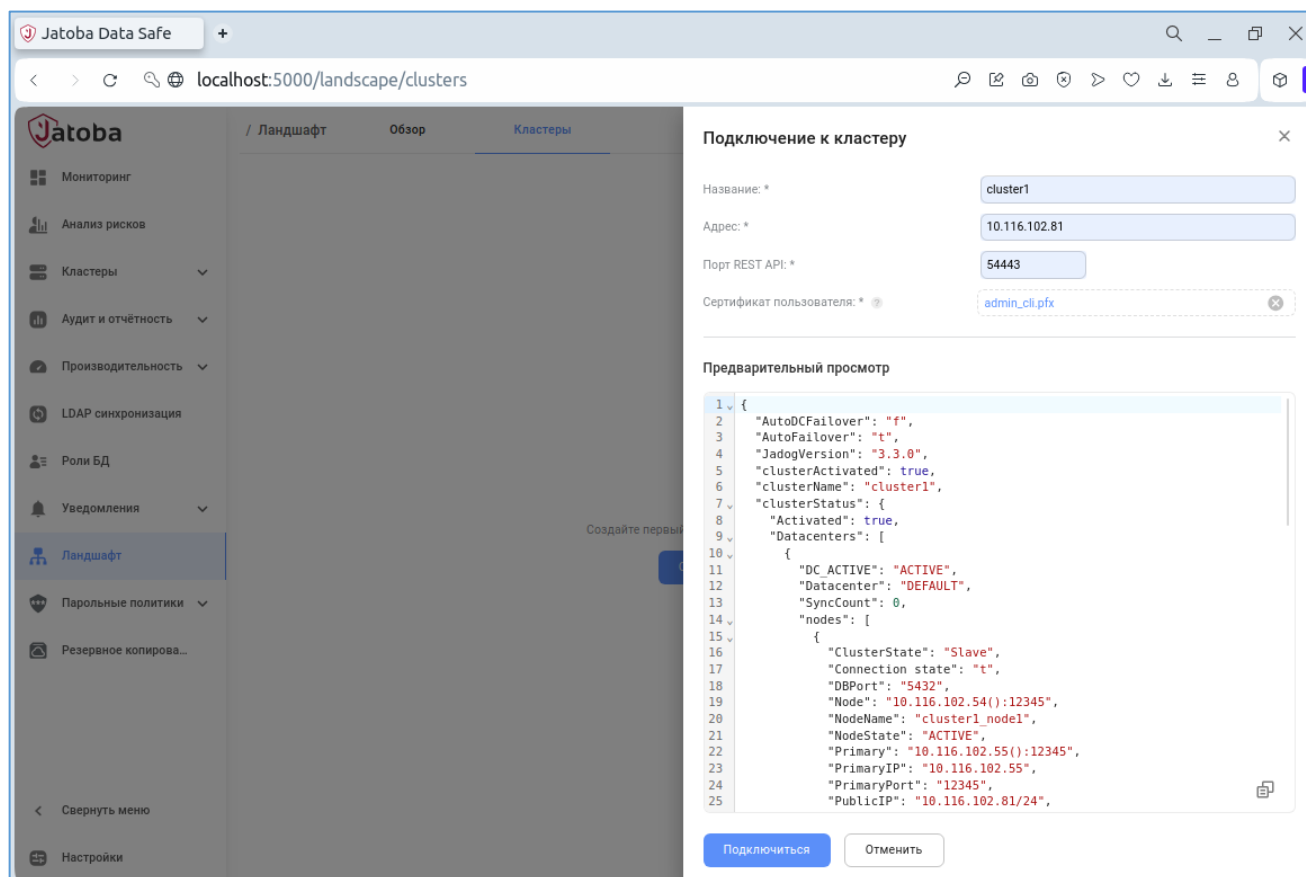 Jatoba Data Safe
localhost:5000/landscape/clusters
Jatoba
/ Ландшафт Обзор Кластеры
Мониторинг
Анализ рисков
Кластеры
Аудит и отчётность
Производительность
LDAP синхронизация
Роли БД
Уведомления
Ландшафт
Парольные политики
Резервное копирова...
Свернуть меню
Настройки
Создайте первый
Подключение к кластеру
Название: * cluster1
Адрес: * 10.116.102.81
Порт REST API: * 54443
Сертификат пользователя: * ? admin_cli.pfx
Предварительный просмотр
1 {
2 "AutoDCFailover": "f",
3 "AutoFailover": "t",
4 "JadogVersion": "3.3.0",
5 "clusterActivated": true,
6 "clusterName": "cluster1",
7 "clusterStatus": {
8 "Activated": true,
9 "Datacenters": [
10 {
11 "DC_ACTIVE": "ACTIVE",
12 "Datacenter": "DEFAULT",
13 "SyncCount": 0,
14 "nodes": [
15 {
16 "ClusterState": "Slave",
17 "Connection state": "t",
18 "DBPort": "5432",
19 "Node": "10.116.102.54():12345",
20 "NodeName": "cluster1_node1",
21 "NodeState": "ACTIVE",
22 "Primary": "10.116.102.55():12345",
23 "PrimaryIP": "10.116.102.55",
24 "PrimaryPort": "12345",
25 "PublicIP": "10.116.102.81/24",
Подключиться Отменить